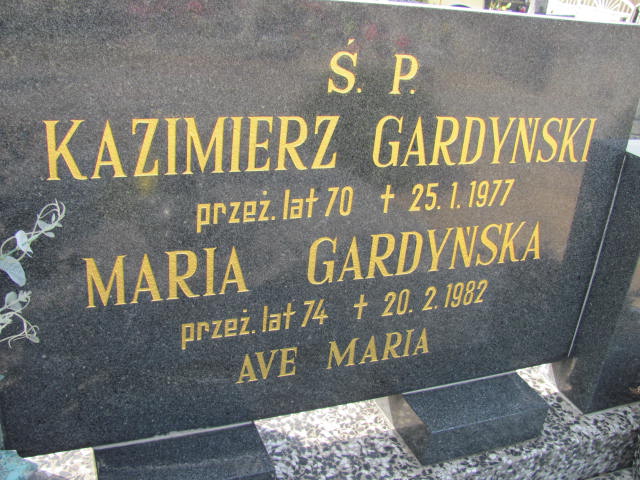 Ś. P.
KAZIMIERZ GARDYŃSKI
przeż. lat 70 † 25. 1. 1977
MARIA GARDYŃSKA
przeż. lat 74 † 20. 2. 1982
AVE MARIA